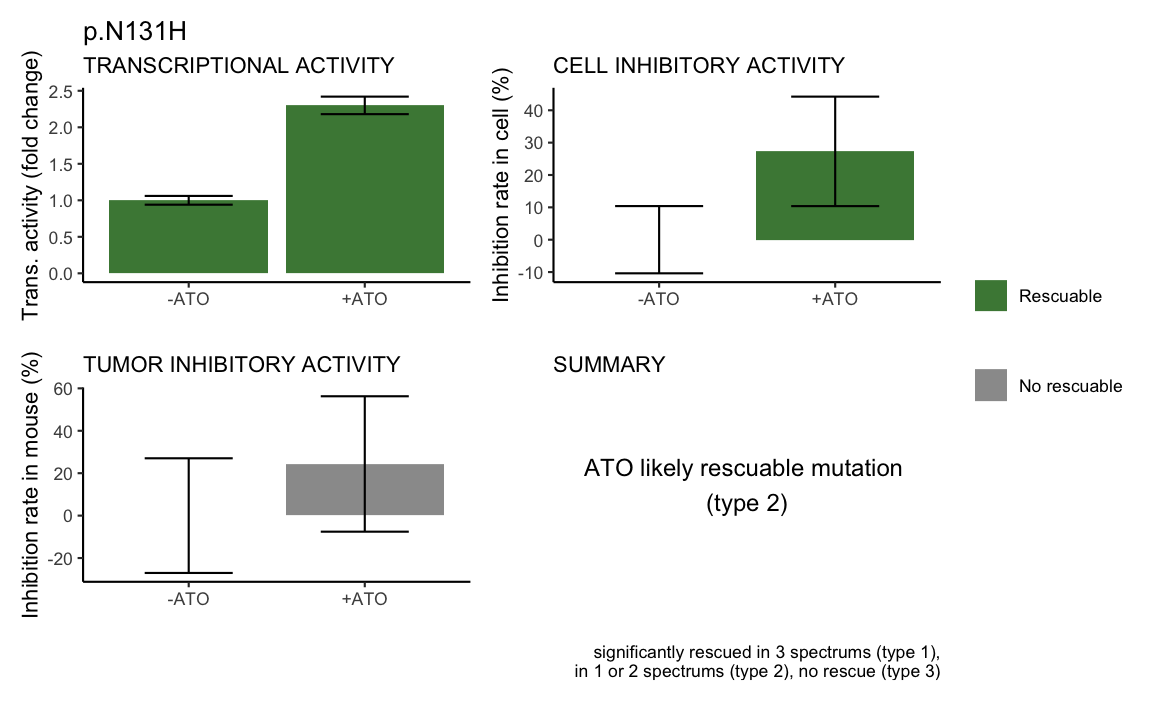 p.N131H
TRANSCRIPTIONAL ACTIVITY
Trans. activity (fold change)
2.5
2.0
1.5
1.0
0.5
0.0
-ATO
+ATO
CELL INHIBITORY ACTIVITY
Inhibition rate in cell (%)
40
30
20
10
0
-10
-ATO
+ATO
Rescuable
No rescuable
TUMOR INHIBITORY ACTIVITY
Inhibition rate in mouse (%)
60
40
20
0
-20
-ATO
+ATO
SUMMARY
ATO likely rescuable mutation
(type 2)
significantly rescued in 3 spectrums (type 1),
in 1 or 2 spectrums (type 2), no rescue (type 3)